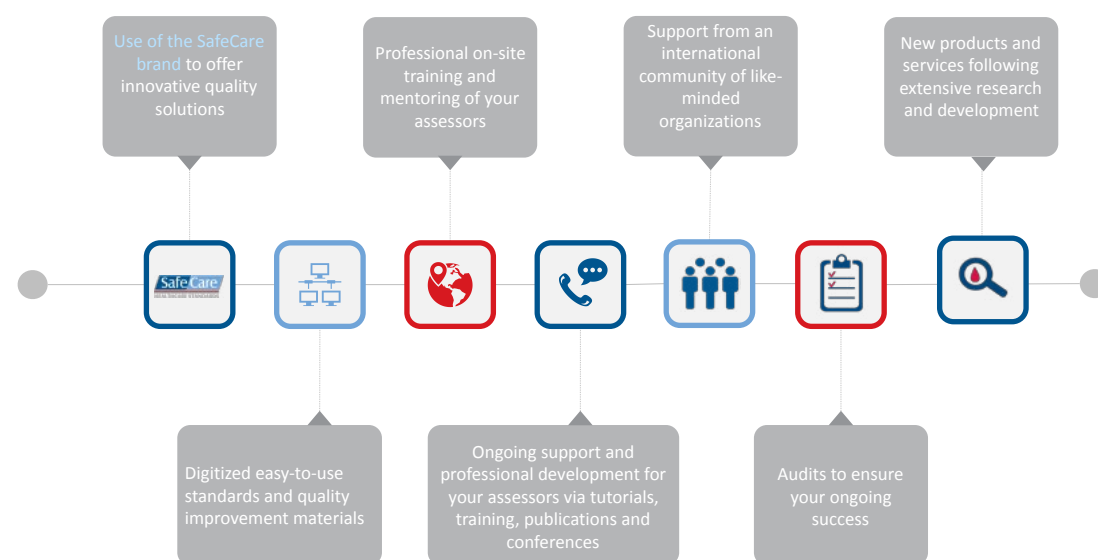 Use of the SafeCare
brand to offer
innovative quality
solutions
Professional on-site
training and
mentoring of your
assessors
Support from an
international
community of like-
minded
organizations
New products and
services following
extensive research
and development
SafeCare
HEALTHCARE STANDARDS
Digitized easy-to-use
standards and quality
improvement materials
Ongoing support and
professional development for
your assessors via tutorials,
training, publications and
conferences
Audits to ensure
your ongoing
success